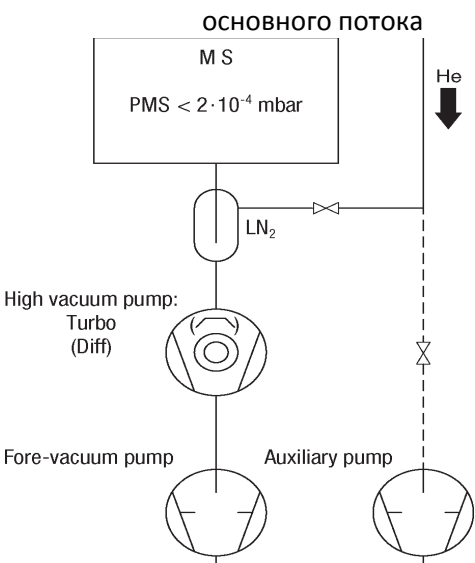 основного потока
M S
He
PMS < 2·10⁻⁴ mbar
LN₂
High vacuum pump:
Turbo
(Diff)
Fore-vacuum pump
Auxiliary pump